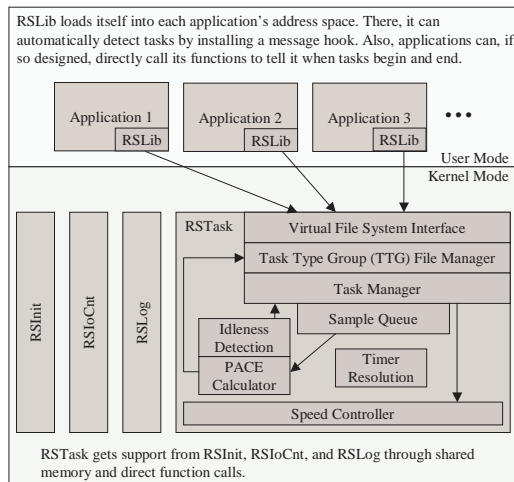 RSLib loads itself into each application's address space. There, it can
automatically detect tasks by installing a message hook. Also, applications can, if
so designed, directly call its functions to tell it when tasks begin and end.
Application 1
RSLib
Application 2
RSLib
Application 3
RSLib
•••
User Mode
Kernel Mode
RSInit
RSIoCnt
RSLog
RSTask
Virtual File System Interface
Task Type Group (TTG) File Manager
Task Manager
Sample Queue
Idleness
Detection
PACE
Calculator
Timer
Resolution
Speed Controller
RSTask gets support from RSInit, RSIoCnt, and RSLog through shared
memory and direct function calls.